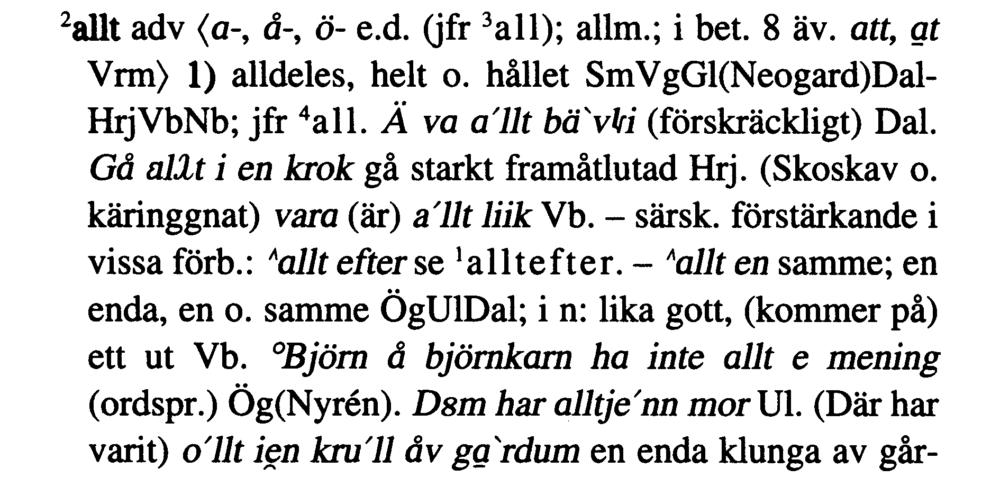 ²allt adv ⟨a-, å-, ö- e.d. (jfr ³all); allm.; i bet. 8 äv. att, a̲t
Vrm⟩ 1) alldeles, helt o. hållet SmVgGl(Neogard)Dal-
HrjVbNb; jfr ⁴all. Ä va a´llt bä`vƚi (förskräckligt) Dal.
Gå alλt i en krok gå starkt framåtlutad Hrj. (Skoskav o.
käringgnat) vara (är) a´llt liik Vb. – särsk. förstärkande i
vissa förb.: ^allt efter se ¹alltefter. – ^allt en samme; en
enda, en o. samme ÖgUlDal; i n: lika gott, (kommer på)
ett ut Vb. °Björn å björnkarn ha inte allt e mening
(ordspr.) Ög(Nyrén). D8m har alltje´nn mor Ul. (Där har
varit) o´llt ie̯n kru´ll åv ga̲`rdum en enda klunga av går-